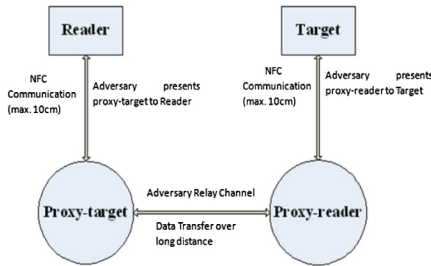 Reader
Target
NFC
Communication
(max. 10cm)
Adversary presents
proxy-target to Reader
NFC
Communication
(max. 10cm)
Adversary presents
proxy-reader to Target
Proxy-target
Adversary Relay Channel
Data Transfer over
long distance
Proxy-reader